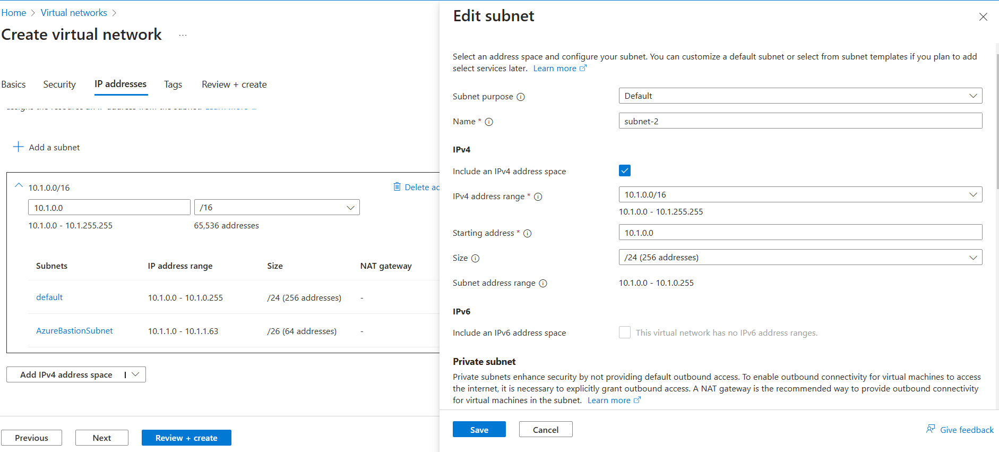 Home > Virtual networks >
Create virtual network ...
Basics Security IP addresses Tags Review + create
Add a subnet
10.1.0.0/16 Delete ad
10.1.0.0 /16
10.1.0.0 - 10.1.255.255 65,536 addresses
Subnets IP address range Size NAT gateway
default 10.1.0.0 - 10.1.0.255 /24 (256 addresses) -
AzureBastionSubnet 10.1.1.0 - 10.1.1.63 /26 (64 addresses) -
Add IPv4 address space |
Previous Next Review + create
Edit subnet
Select an address space and configure your subnet. You can customize a default subnet or select from subnet templates if you plan to add
select services later. Learn more
Subnet purpose Default
Name * subnet-2
IPv4
Include an IPv4 address space
IPv4 address range * 10.1.0.0/16
10.1.0.0 - 10.1.255.255
Starting address * 10.1.0.0
Size /24 (256 addresses)
Subnet address range 10.1.0.0 - 10.1.0.255
IPv6
Include an IPv6 address space This virtual network has no IPv6 address ranges.
Private subnet
Private subnets enhance security by not providing default outbound access. To enable outbound connectivity for virtual machines to access
the internet, it is necessary to explicitly grant outbound access. A NAT gateway is the recommended way to provide outbound connectivity
for virtual machines in the subnet. Learn more
Save Cancel Give feedback